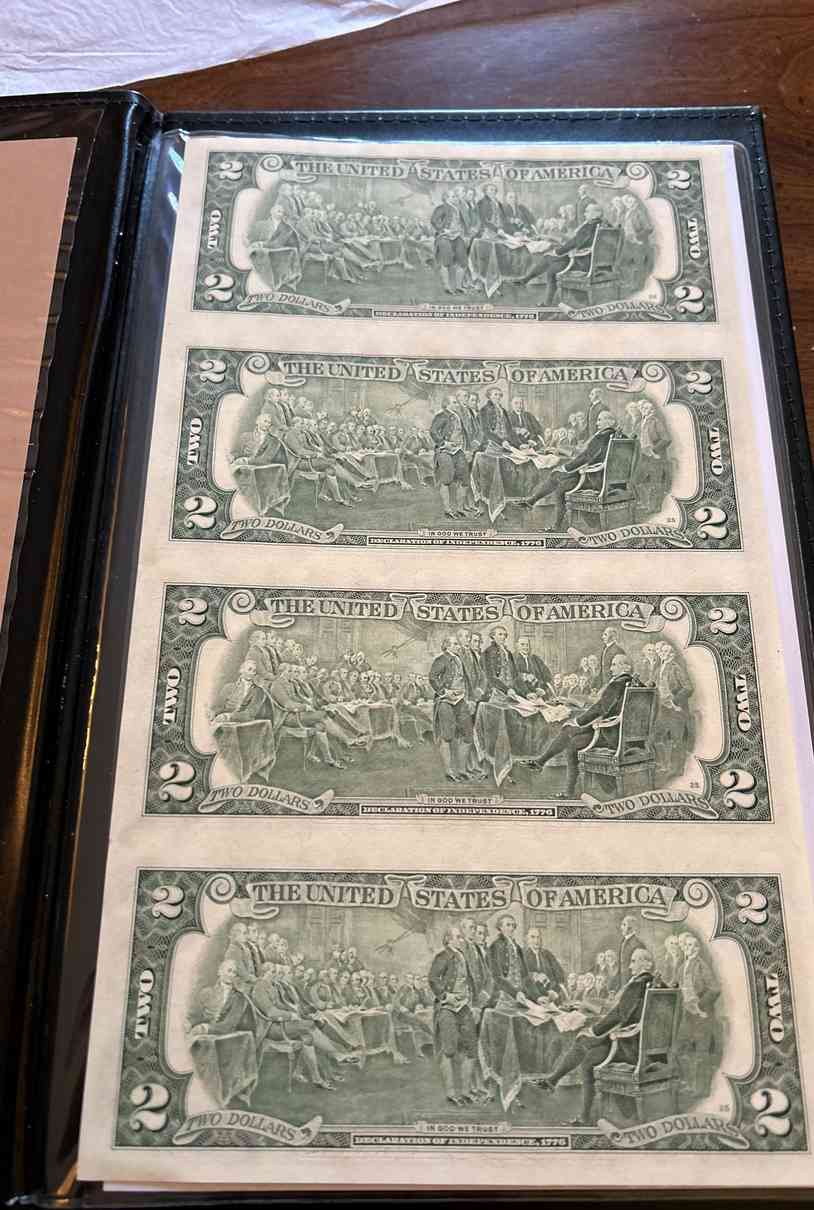 2 THE UNITED STATES OF AMERICA 2
TWO TWO
2 TWO DOLLARS IN GOD WE TRUST TWO DOLLARS 2
DECLARATION OF INDEPENDENCE, 1776
2 THE UNITED STATES OF AMERICA 2
TWO TWO
25
2 TWO DOLLARS IN GOD WE TRUST TWO DOLLARS 2
DECLARATION OF INDEPENDENCE, 1776
2 THE UNITED STATES OF AMERICA 2
TWO TWO
25
2 TWO DOLLARS IN GOD WE TRUST TWO DOLLARS 2
DECLARATION OF INDEPENDENCE, 1776
2 THE UNITED STATES OF AMERICA 2
TWO TWO
25
2 TWO DOLLARS IN GOD WE TRUST TWO DOLLARS 2
DECLARATION OF INDEPENDENCE, 1776